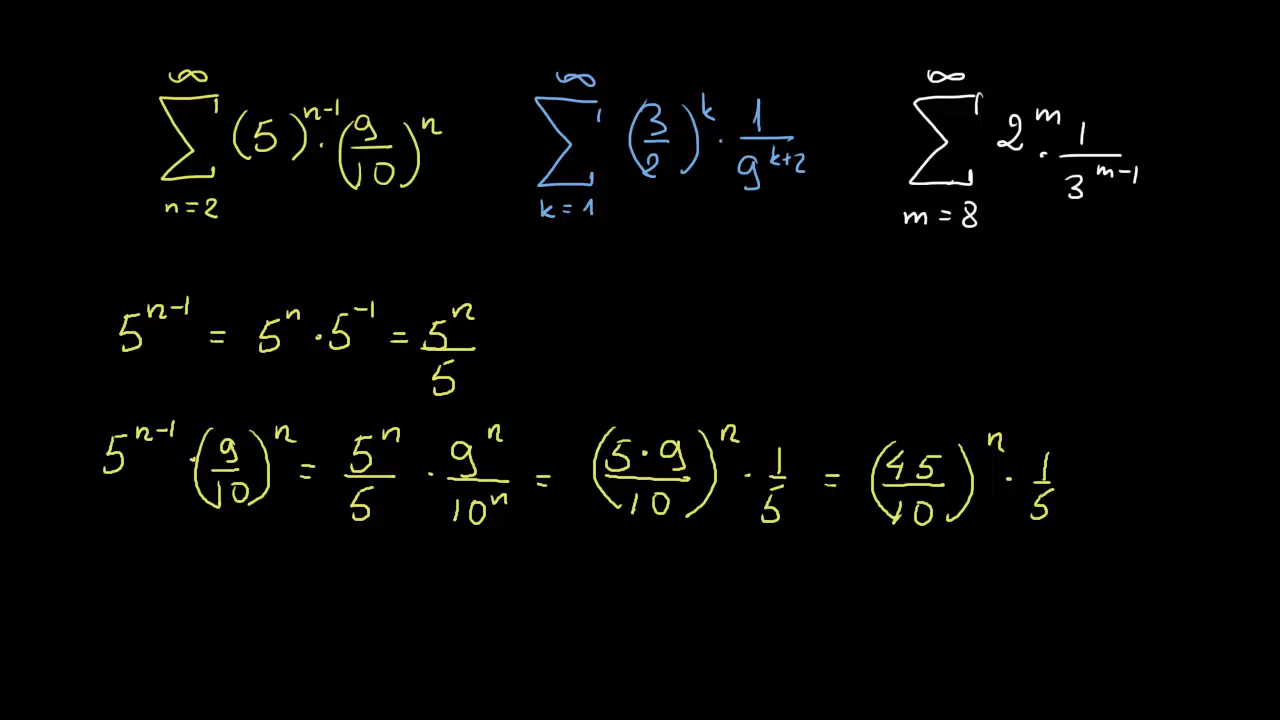 ∞ ∑ n=2 (5)^{n-1} · (9/10)^n
∞ ∑ k=1 (3/2)^k · 1/9^{k+2}
∞ ∑ m=8 2^m · 1/3^{m-1}
5^{n-1} = 5^n · 5^{-1} = 5^n/5
5^{n-1} · (9/10)^n = 5^n/5 · 9^n/10^n = (5·9/10)^n · 1/5 = (45/10)^n · 1/5